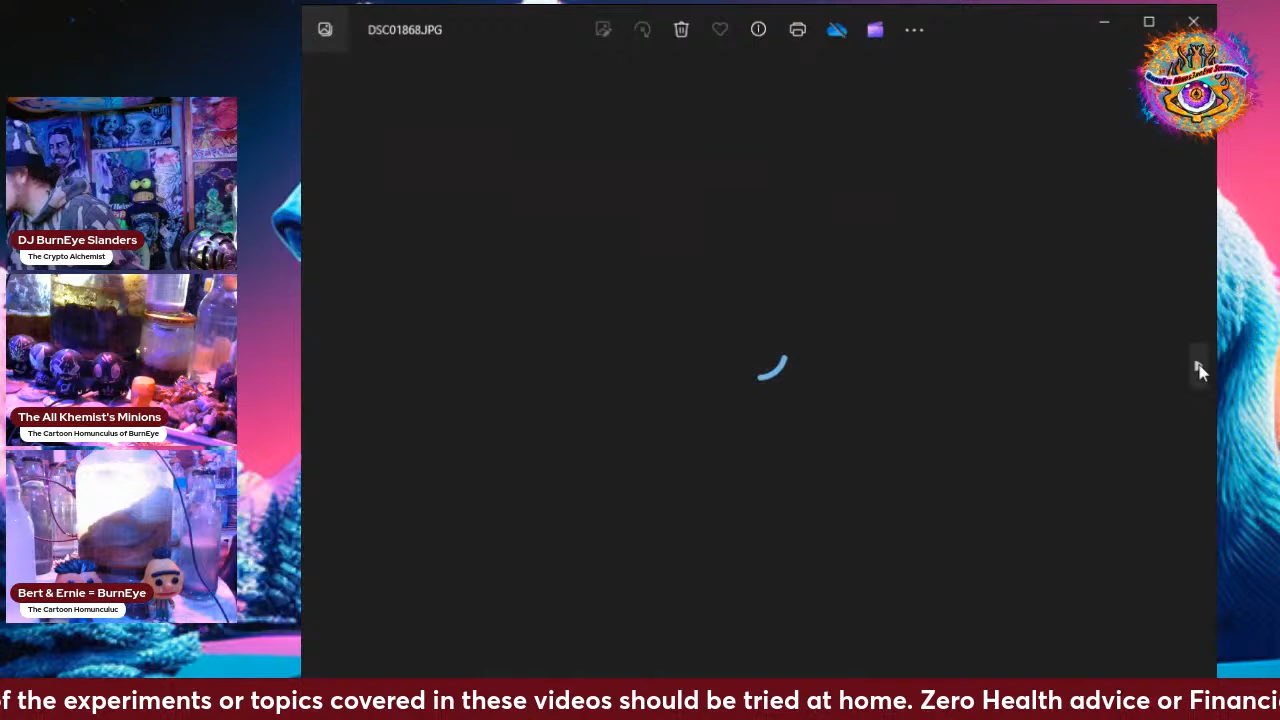 DSC01868.JPG
DJ BurnEye Slanders
The Crypto Alchemist
The All Khemist's Minions
The Cartoon Homunculus of BurnEye
Bert & Ernie = BurnEye
The Cartoon Homunculuc
f the experiments or topics covered in these videos should be tried at home. Zero Health advice or Financi